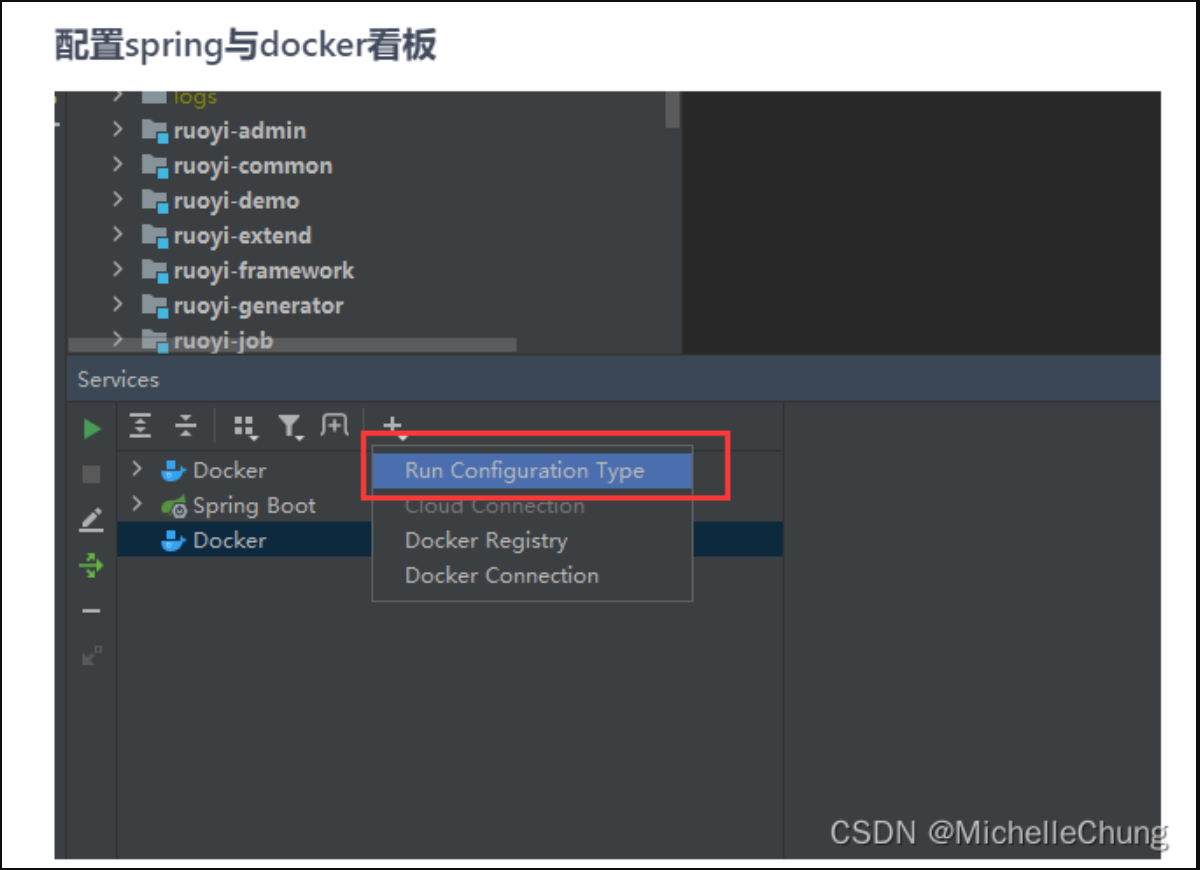 配置spring与docker看板
logs
ruoyi-admin
ruoyi-common
ruoyi-demo
ruoyi-extend
ruoyi-framework
ruoyi-generator
ruoyi-job
Services
Docker
Run Configuration Type
Spring Boot
Cloud Connection
Docker
Docker Registry
Docker Connection
CSDN @MichelleChung